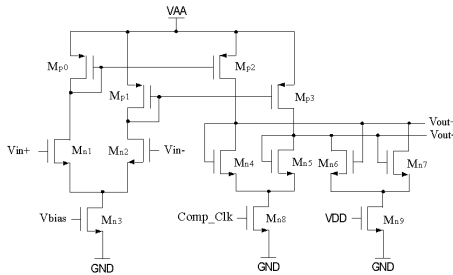 VAA
Mp0
Mp2
Mp1
Mp3
Vout-
Vout-
Vin+
Mn1
Mn2
Vin-
Mn4
Mn5
Mn6
Mn7
Vbias
Mn3
Comp_Clk
Mn8
VDD
Mn9
GND
GND
GND